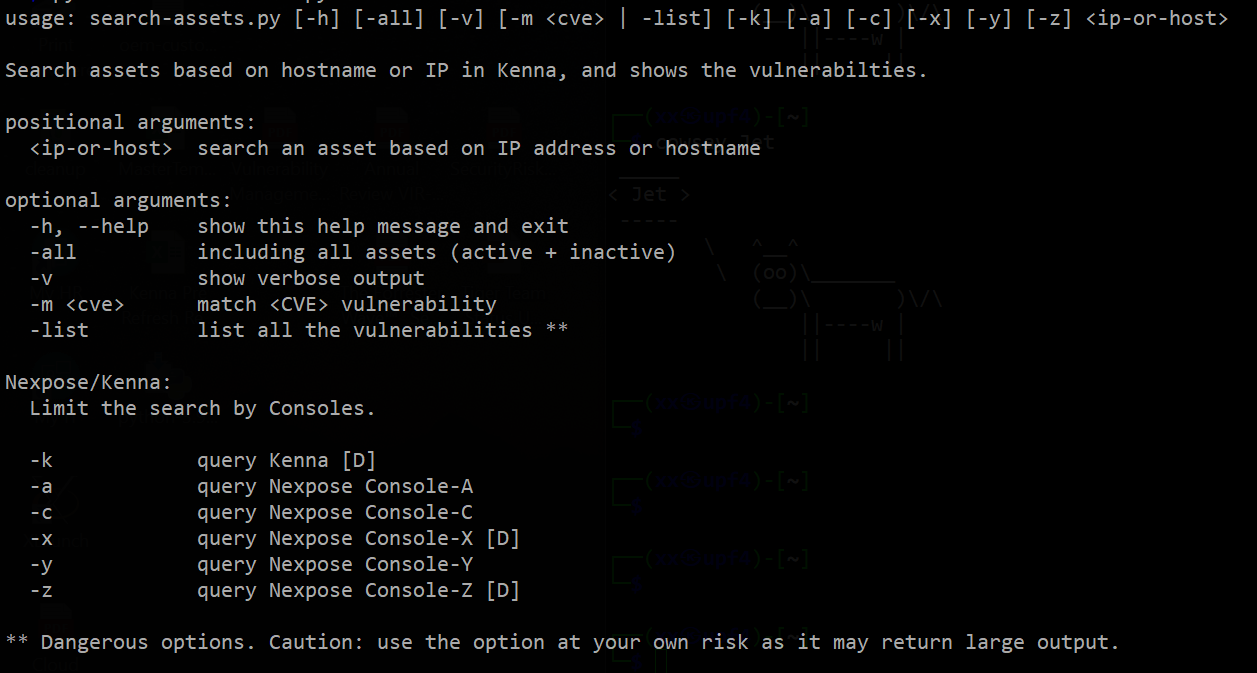 usage: search-assets.py [-h] [-all] [-v] [-m <cve> | -list] [-k] [-a] [-c] [-x] [-y] [-z] <ip-or-host>
Search assets based on hostname or IP in Kenna, and shows the vulnerabilties.
positional arguments:
<ip-or-host> search an asset based on IP address or hostname
optional arguments:
-h, --help show this help message and exit
-all including all assets (active + inactive)
-v show verbose output
-m <cve> match <CVE> vulnerability
-list list all the vulnerabilities **
Nexpose/Kenna:
Limit the search by Consoles.
-k query Kenna [D]
-a query Nexpose Console-A
-c query Nexpose Console-C
-x query Nexpose Console-X [D]
-y query Nexpose Console-Y
-z query Nexpose Console-Z [D]
** Dangerous options. Caution: use the option at your own risk as it may return large output.
< Jet >